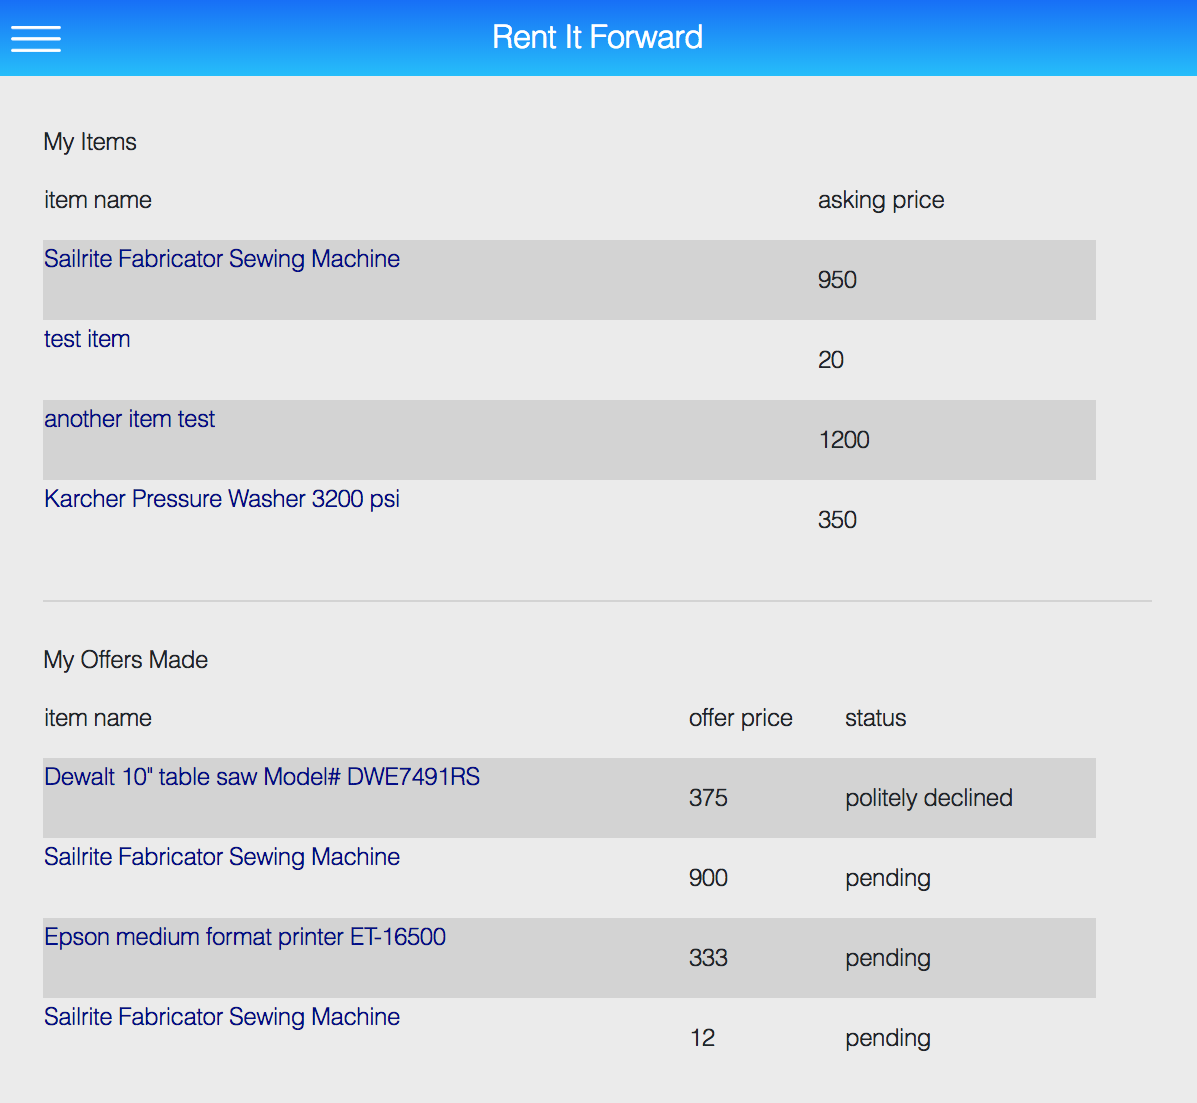 Rent It Forward
My Items
item name asking price
Sailrite Fabricator Sewing Machine 950
test item 20
another item test 1200
Karcher Pressure Washer 3200 psi 350
My Offers Made
item name offer price status
Dewalt 10" table saw Model# DWE7491RS 375 politely declined
Sailrite Fabricator Sewing Machine 900 pending
Epson medium format printer ET-16500 333 pending
Sailrite Fabricator Sewing Machine 12 pending